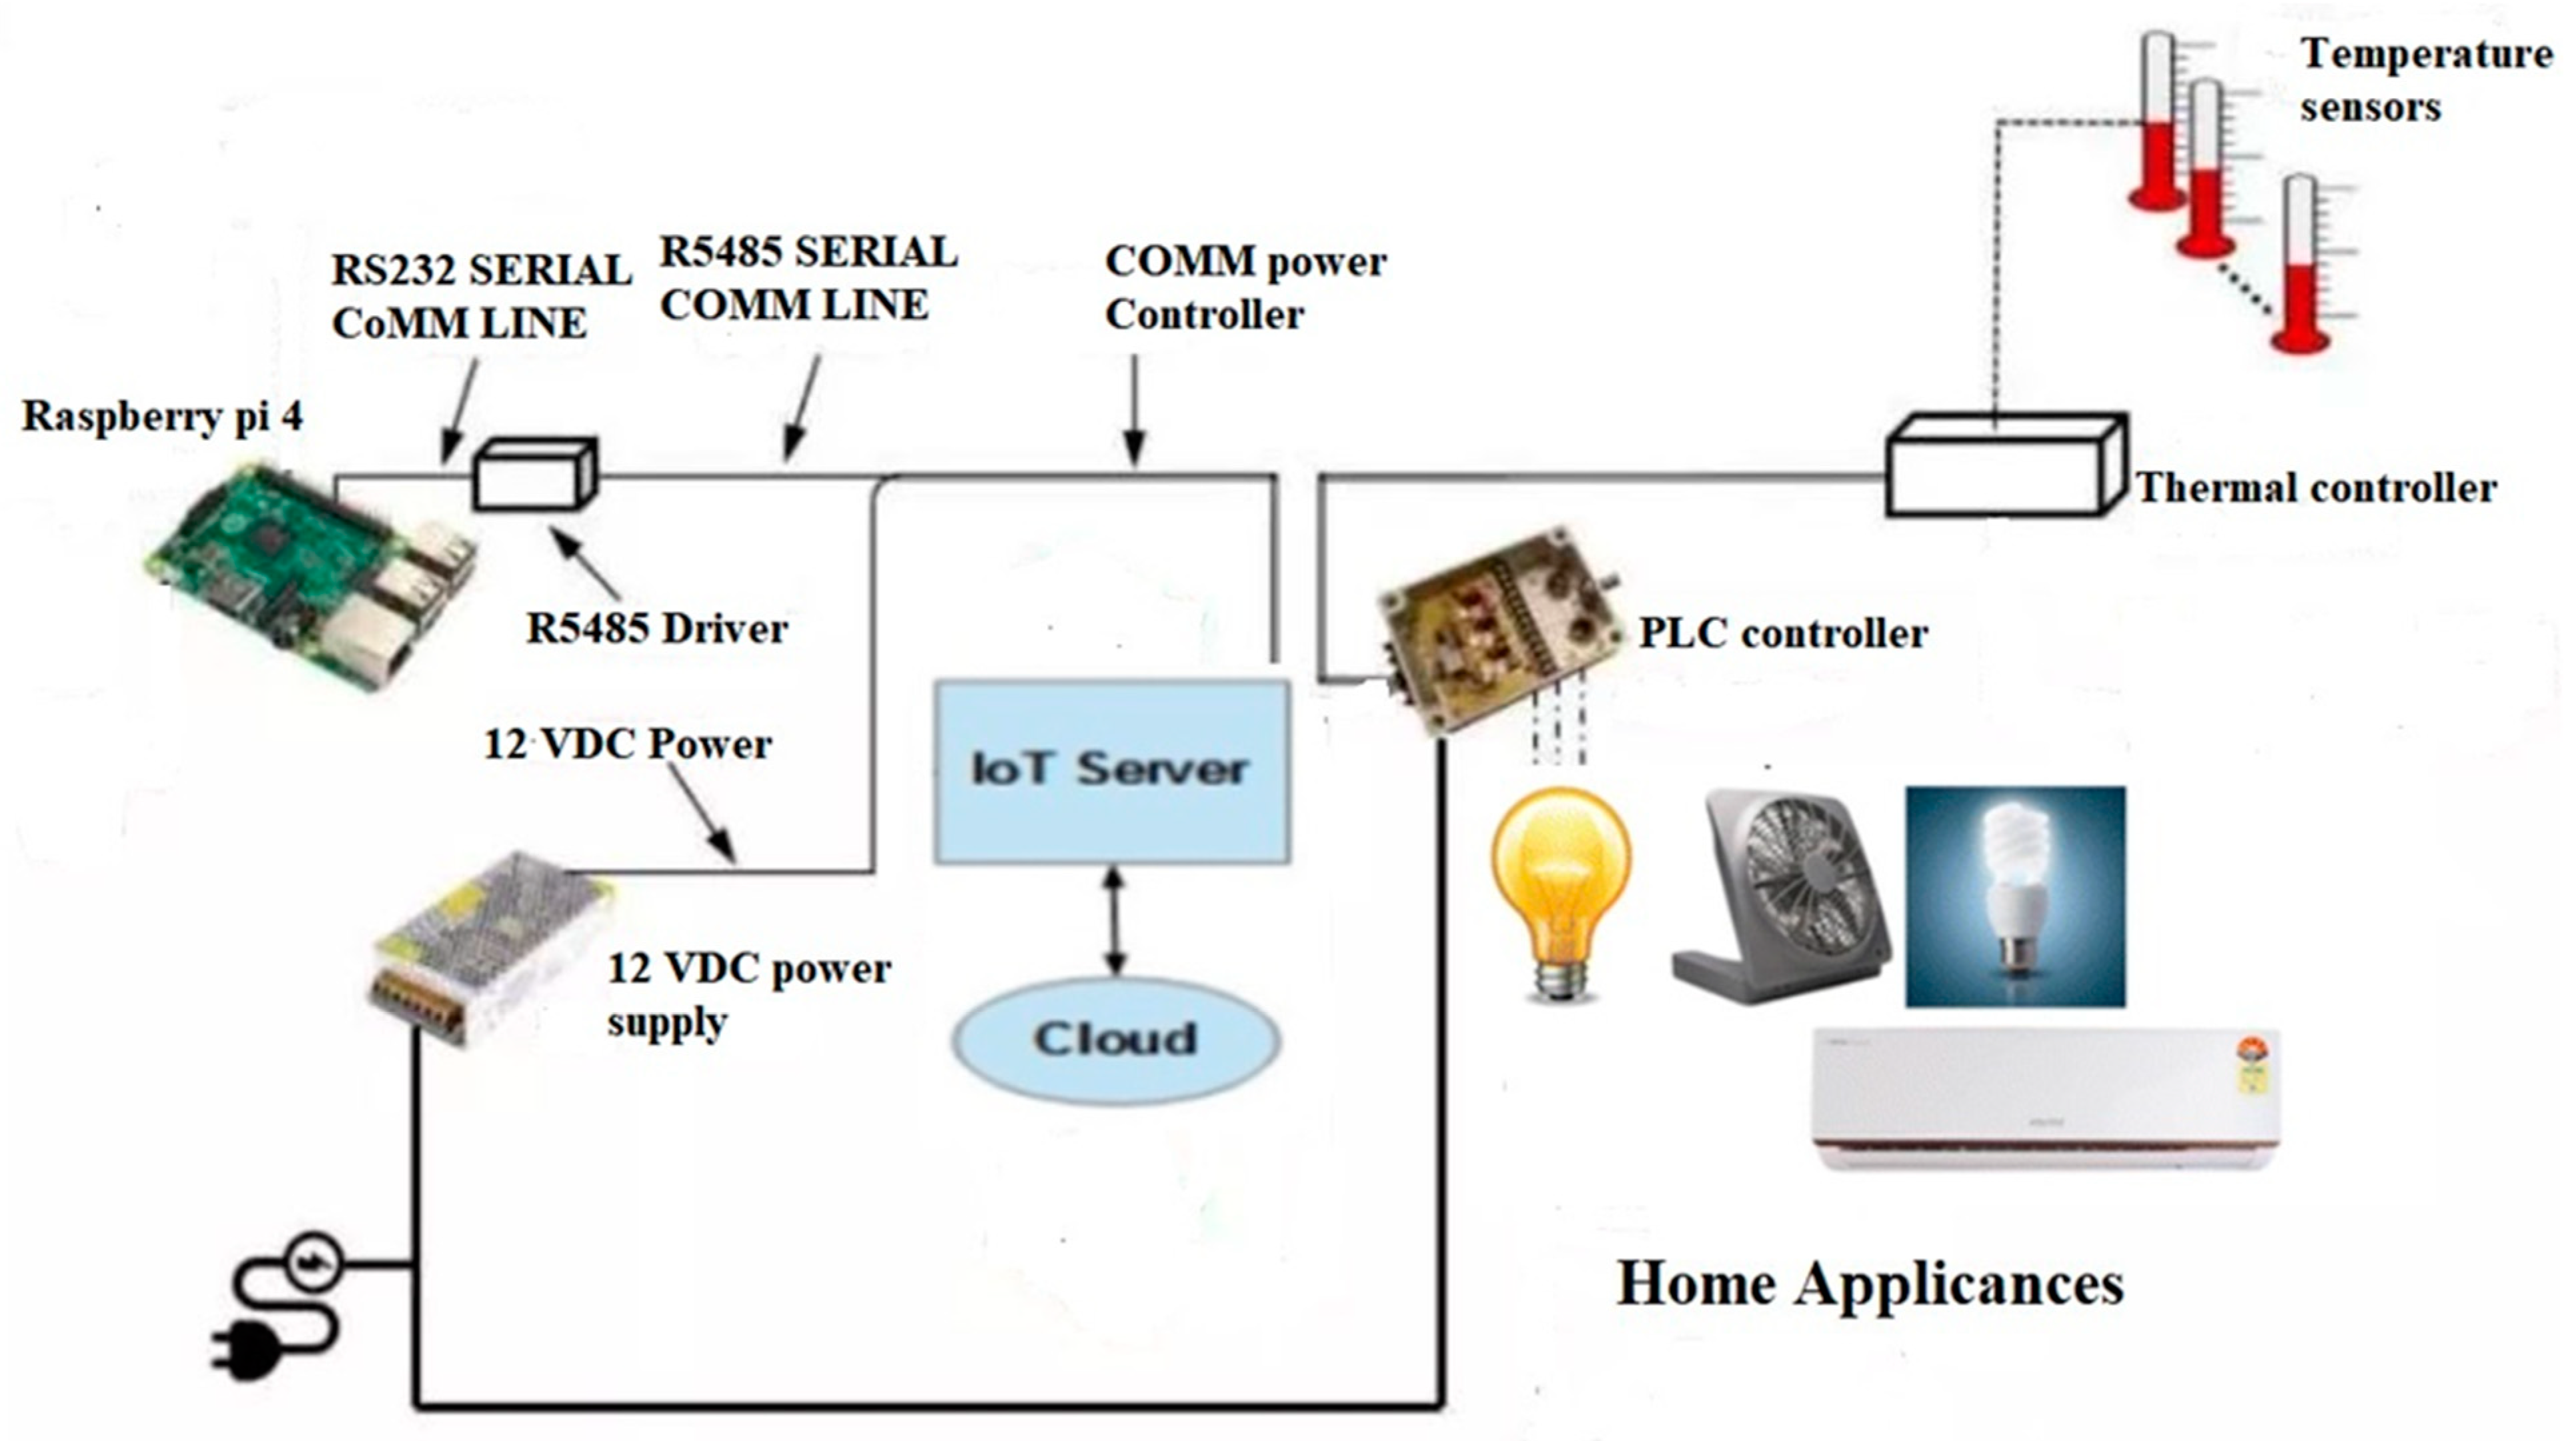 Temperature
sensors
RS232 SERIAL
CoMM LINE
R5485 SERIAL
COMM LINE
COMM power
Controller
Raspberry pi 4
Thermal controller
R5485 Driver
PLC controller
12 VDC Power
IoT Server
12 VDC power
supply
Cloud
Home Applicances